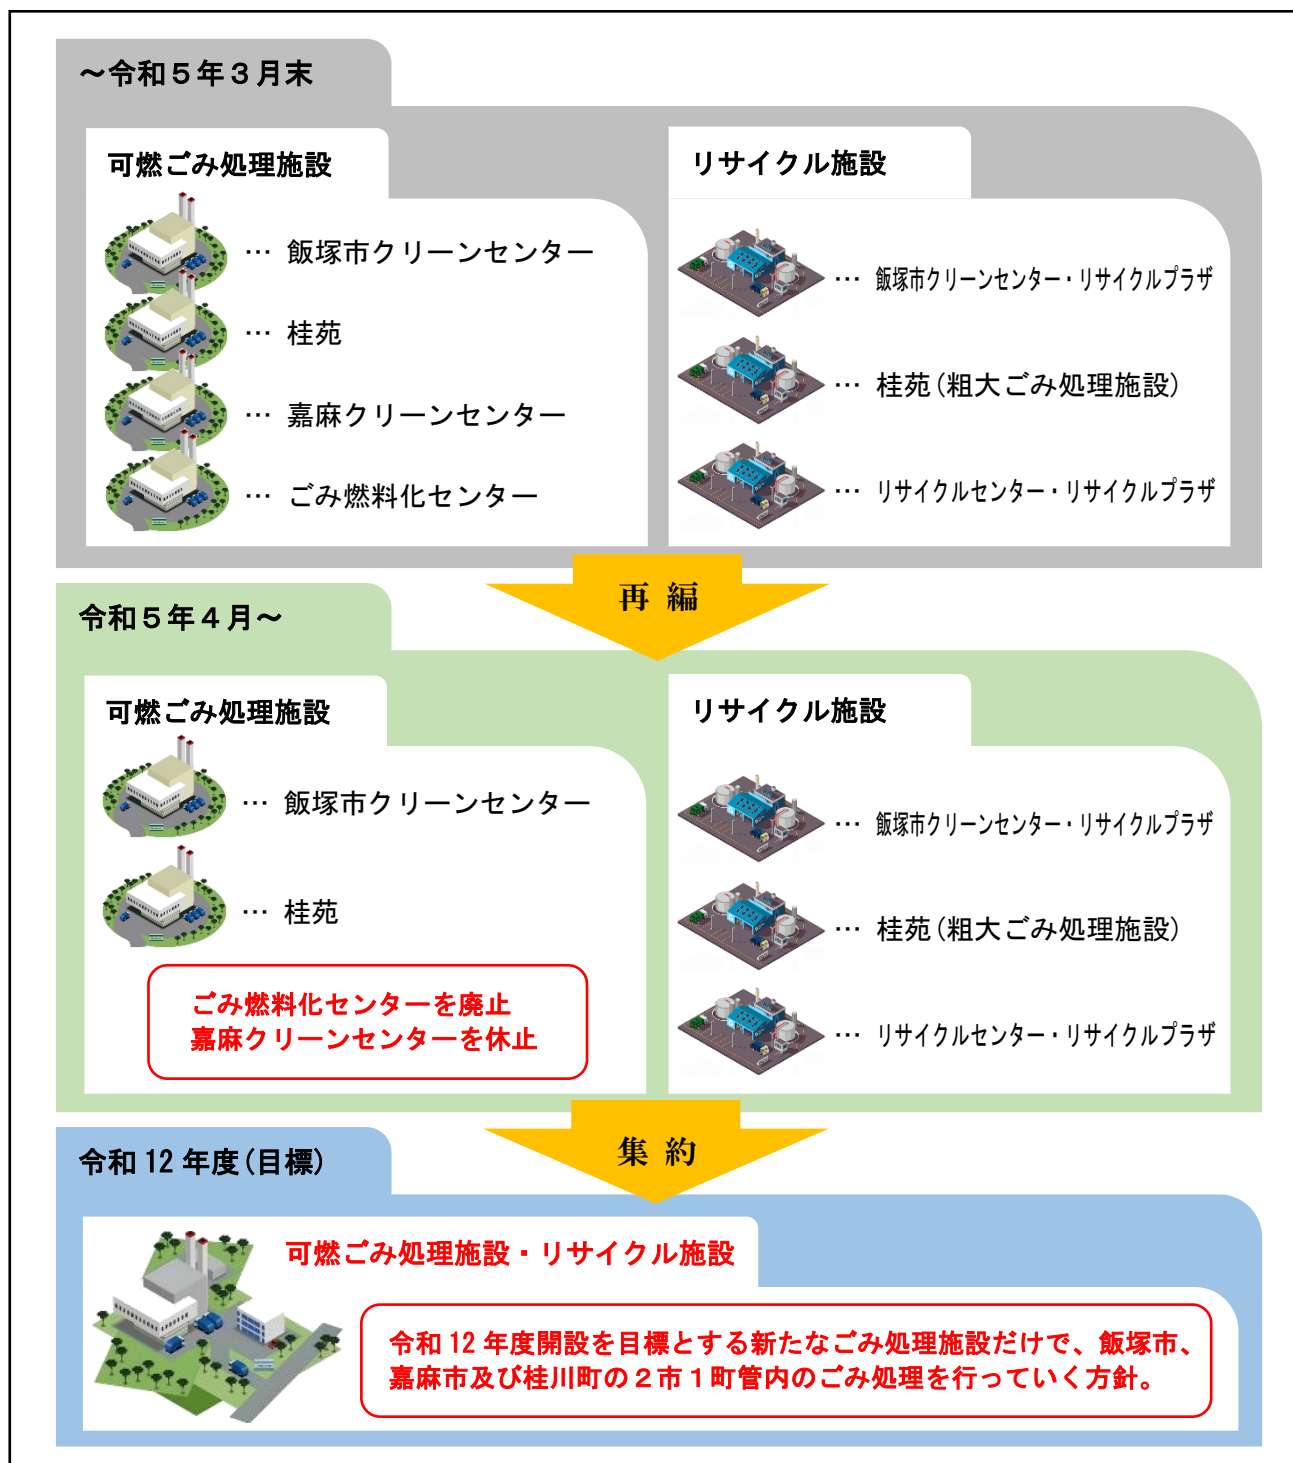 ～令和５年３月末
可燃ごみ処理施設
… 飯塚市クリーンセンター
… 桂苑
… 嘉麻クリーンセンター
… ごみ燃料化センター
リサイクル施設
… 飯塚市クリーンセンター・リサイクルプラザ
… 桂苑(粗大ごみ処理施設)
… リサイクルセンター・リサイクルプラザ
再 編
令和５年４月～
可燃ごみ処理施設
… 飯塚市クリーンセンター
… 桂苑
ごみ燃料化センターを廃止
嘉麻クリーンセンターを休止
リサイクル施設
… 飯塚市クリーンセンター・リサイクルプラザ
… 桂苑(粗大ごみ処理施設)
… リサイクルセンター・リサイクルプラザ
集 約
令和 12 年度(目標)
可燃ごみ処理施設・リサイクル施設
令和 12 年度開設を目標とする新たなごみ処理施設だけで、飯塚市、
嘉麻市及び桂川町の２市１町管内のごみ処理を行っていく方針。